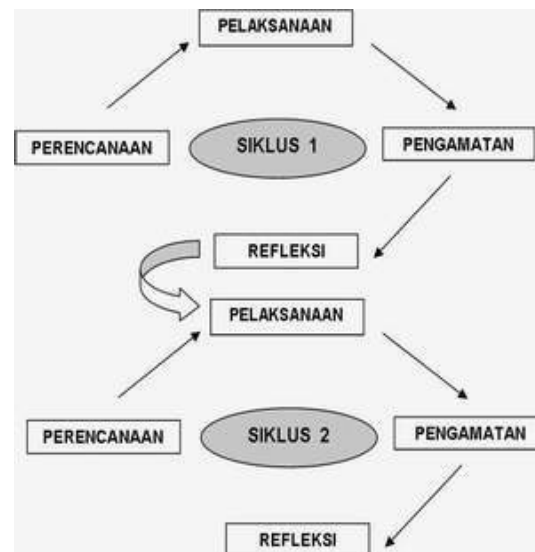 PELAKSANAAN
PERENCANAAN
SIKLUS 1
PENGAMATAN
REFLEKSI
PELAKSANAAN
PERENCANAAN
SIKLUS 2
PENGAMATAN
REFLEKSI